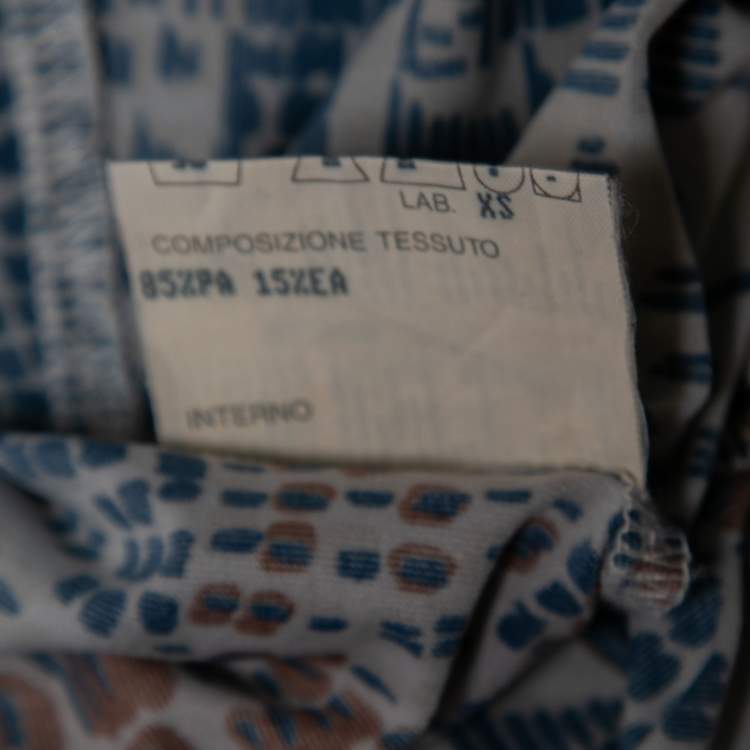 LAB. XS
COMPOSIZIONE TESSUTO
85%PA 15%EA
INTERNO